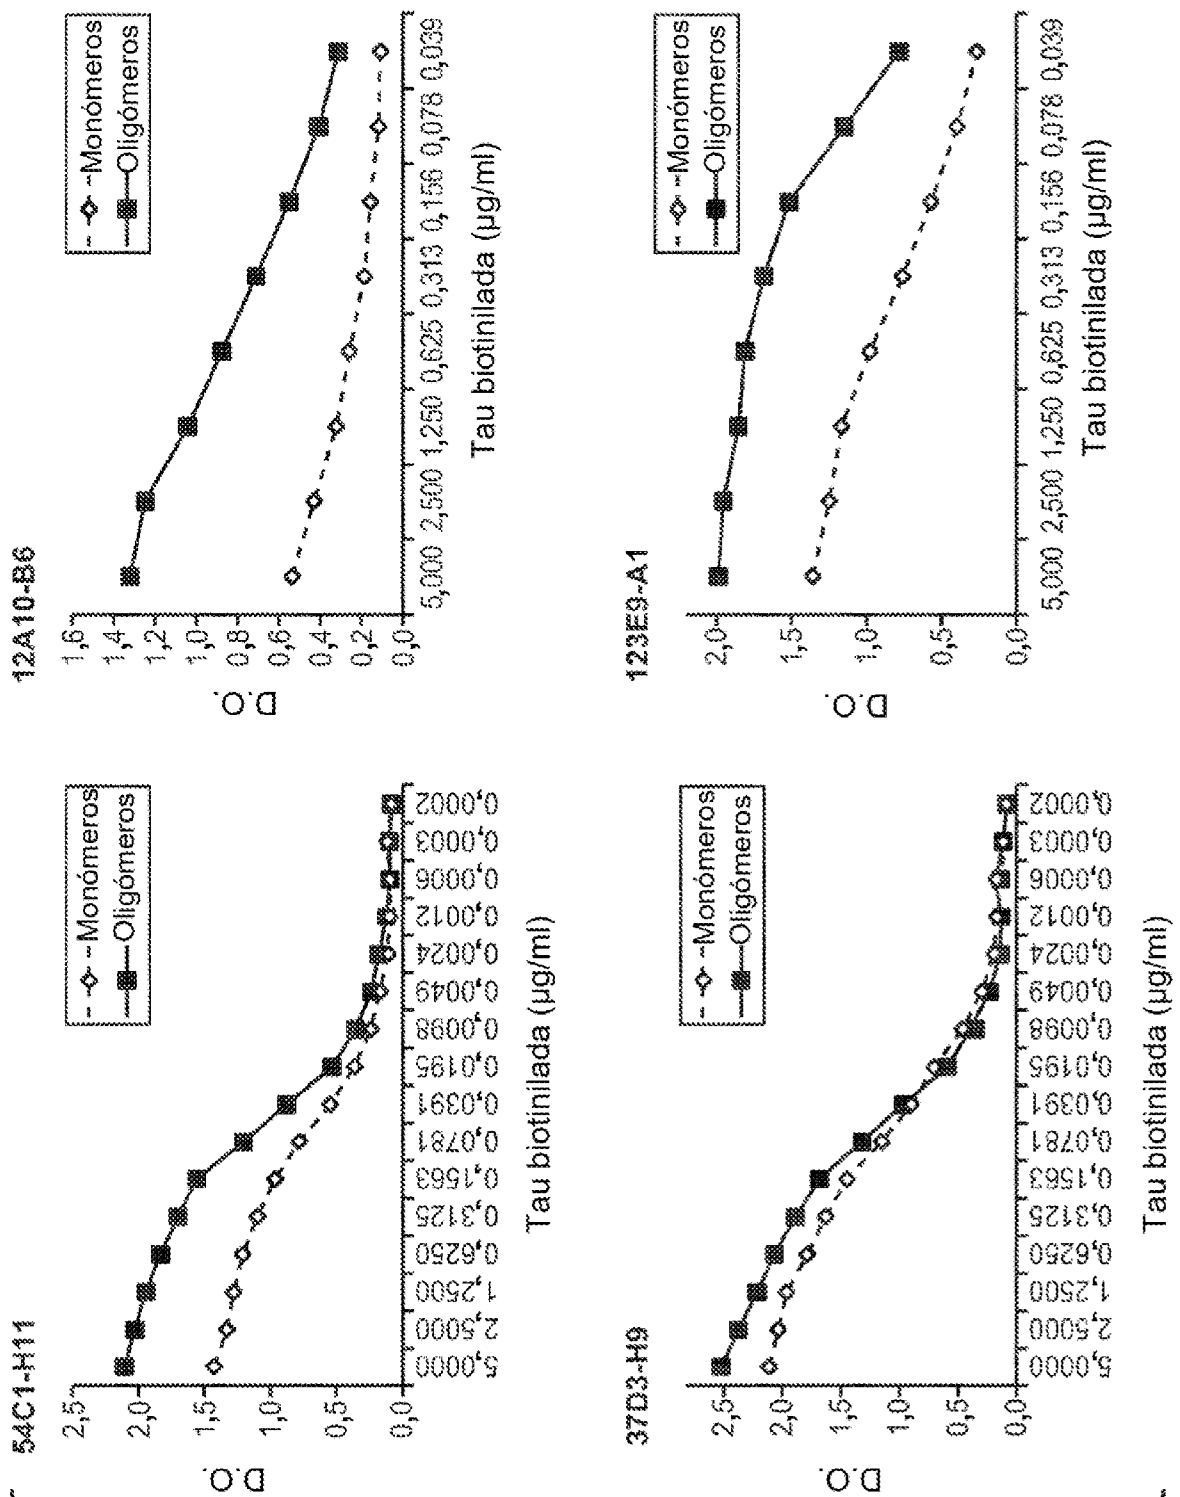 54C1-H11
D.O.
2,5
2,0
1,5
1,0
0,5
0,0
Monómeros
Oligómeros
5,0000 2,5000 1,2500 0,6250 0,3125 0,1563 0,0781 0,0391 0,0195 0,0098 0,0049 0,0024 0,0012 0,0006 0,0003 0,0002
Tau biotinilada (µg/ml)
12A10-B6
D.O.
1,6
1,4
1,2
1,0
0,8
0,6
0,4
0,2
0,0
Monómeros
Oligómeros
5,000 2,500 1,250 0,625 0,313 0,156 0,078 0,039
Tau biotinilada (µg/ml)
37D3-H9
D.O.
2,5
2,0
1,5
1,0
0,5
0,0
Monómeros
Oligómeros
5,0000 2,5000 1,2500 0,6250 0,3125 0,1563 0,0781 0,0391 0,0195 0,0098 0,0049 0,0024 0,0012 0,0006 0,0003 0,0002
Tau biotinilada (µg/ml)
123E9-A1
D.O.
2,0
1,5
1,0
0,5
0,0
Monómeros
Oligómeros
5,000 2,500 1,250 0,625 0,313 0,156 0,078 0,039
Tau biotinilada (µg/ml)